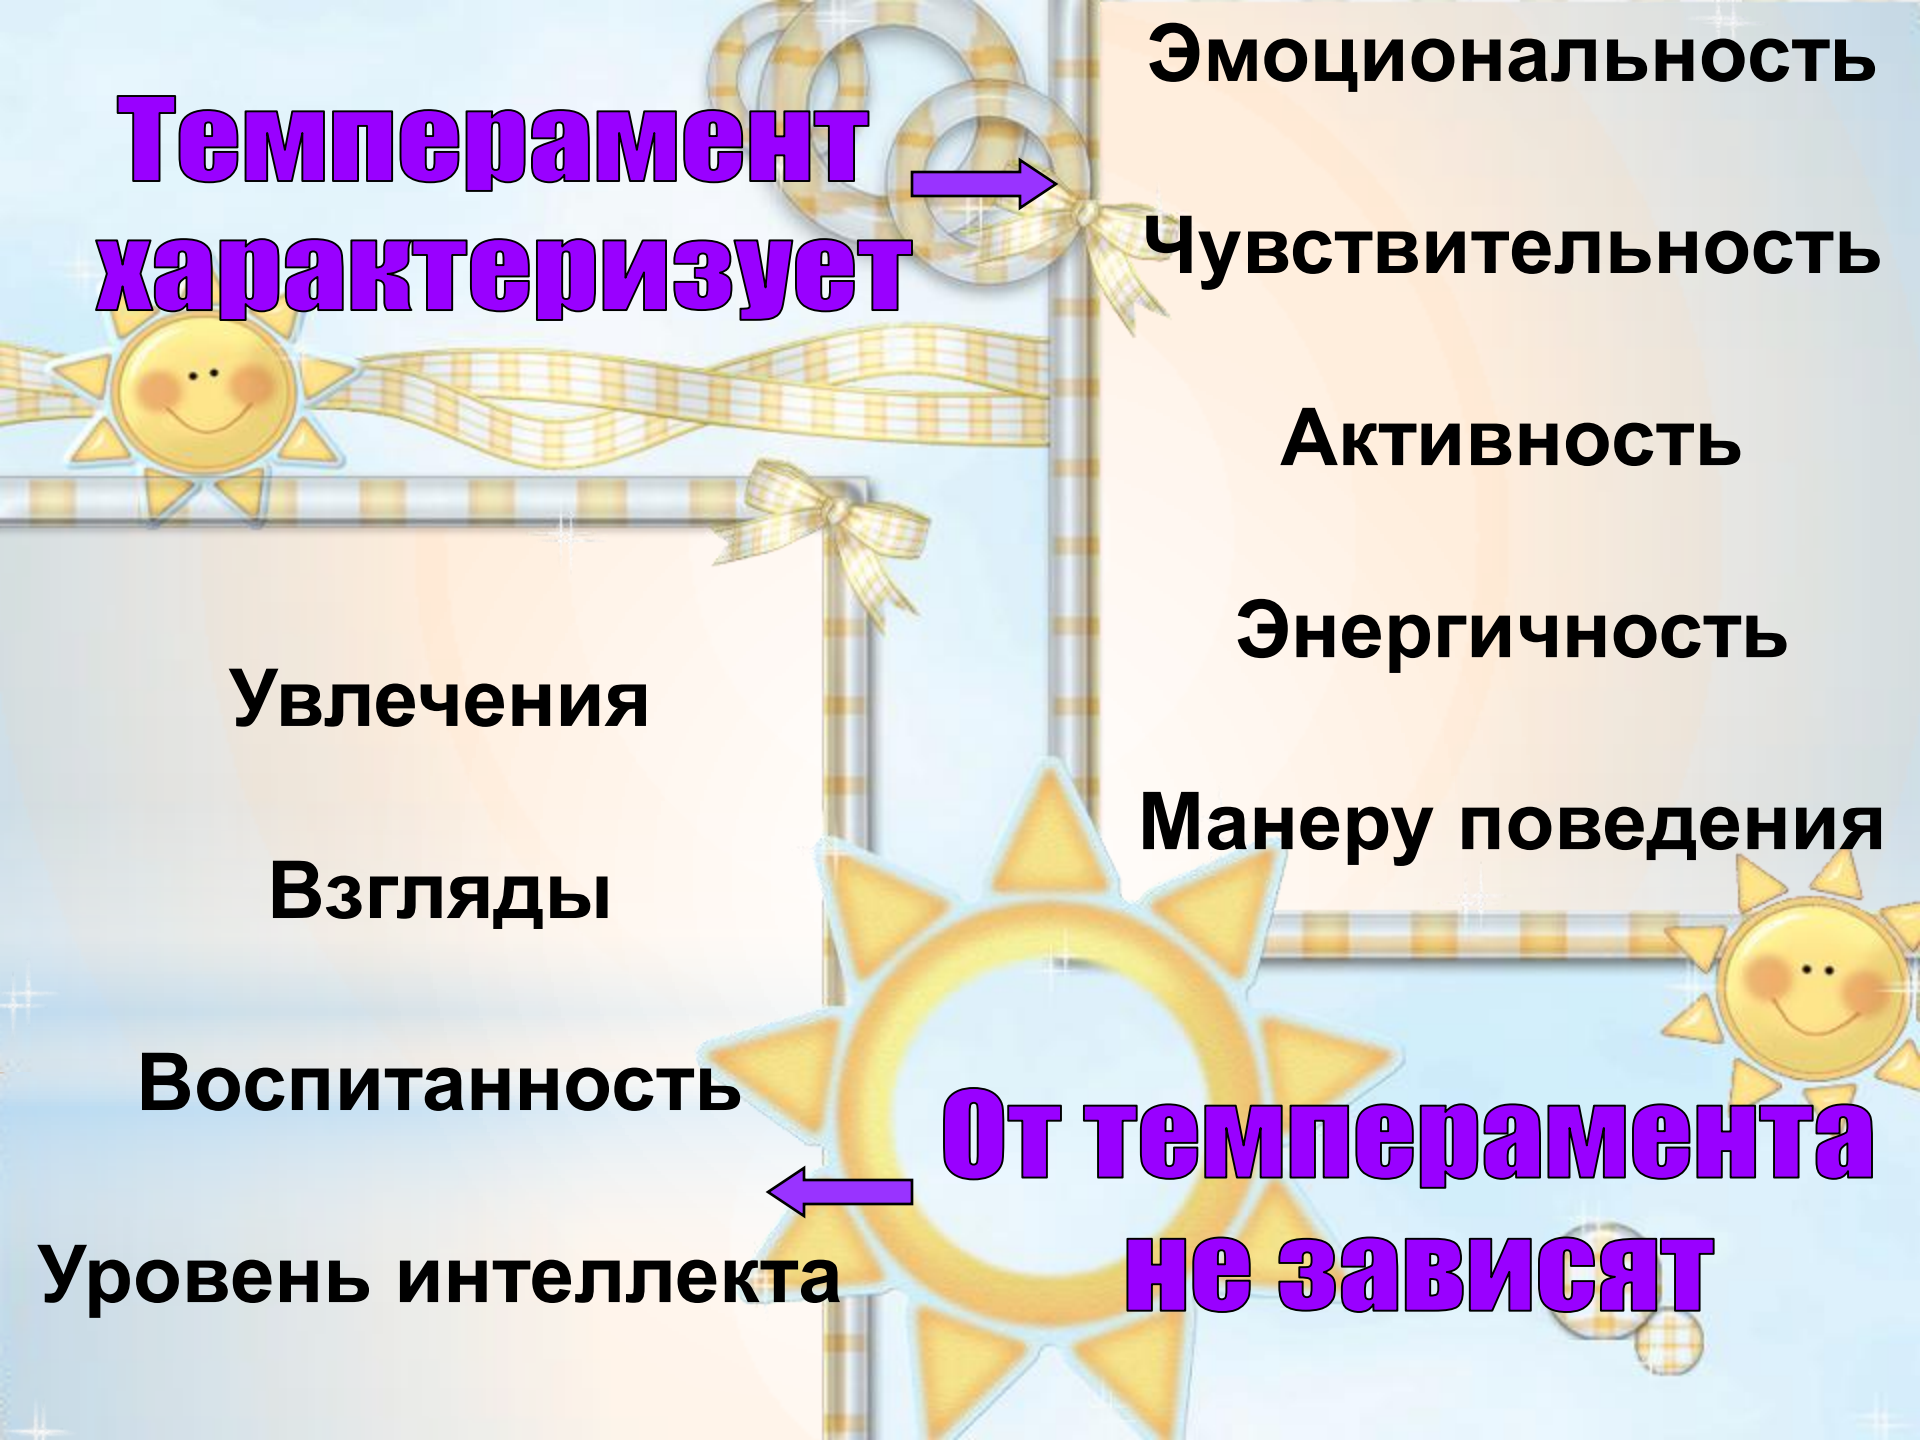 Темперамент
характеризует
Эмоциональность
Чувствительность
Активность
Энергичность
Манеру поведения
От темперамента
не зависят
Увлечения
Взгляды
Воспитанность
Уровень интеллекта